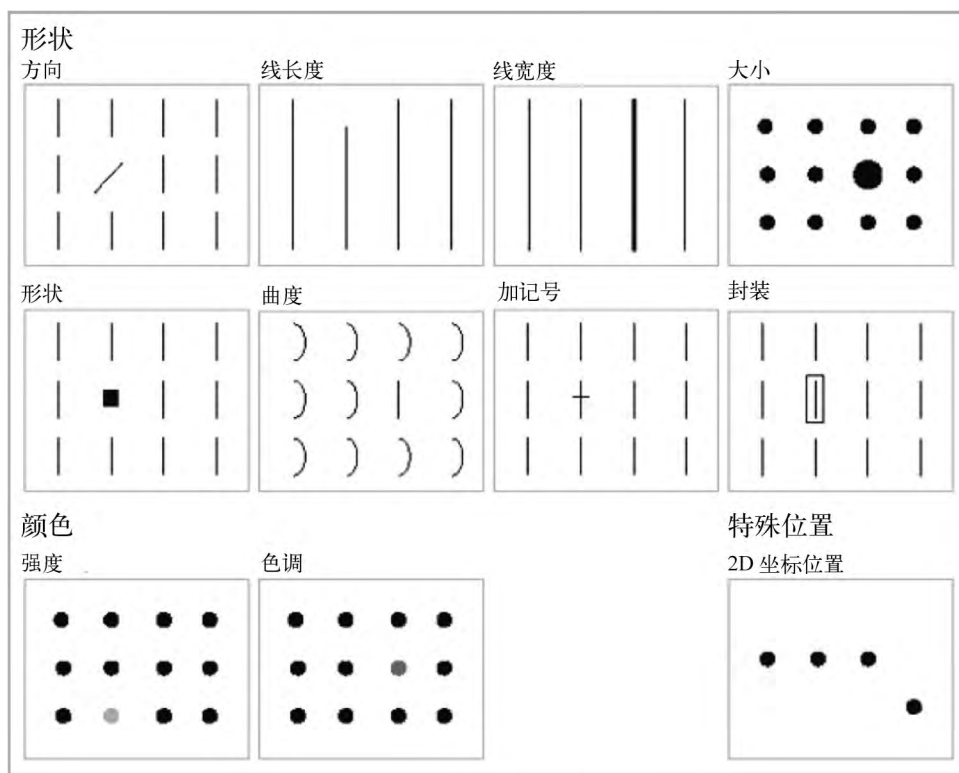 形状
方向 线长度 线宽度 大小
形状 曲度 加记号 封装
颜色 特殊位置
强度 色调 2D 坐标位置